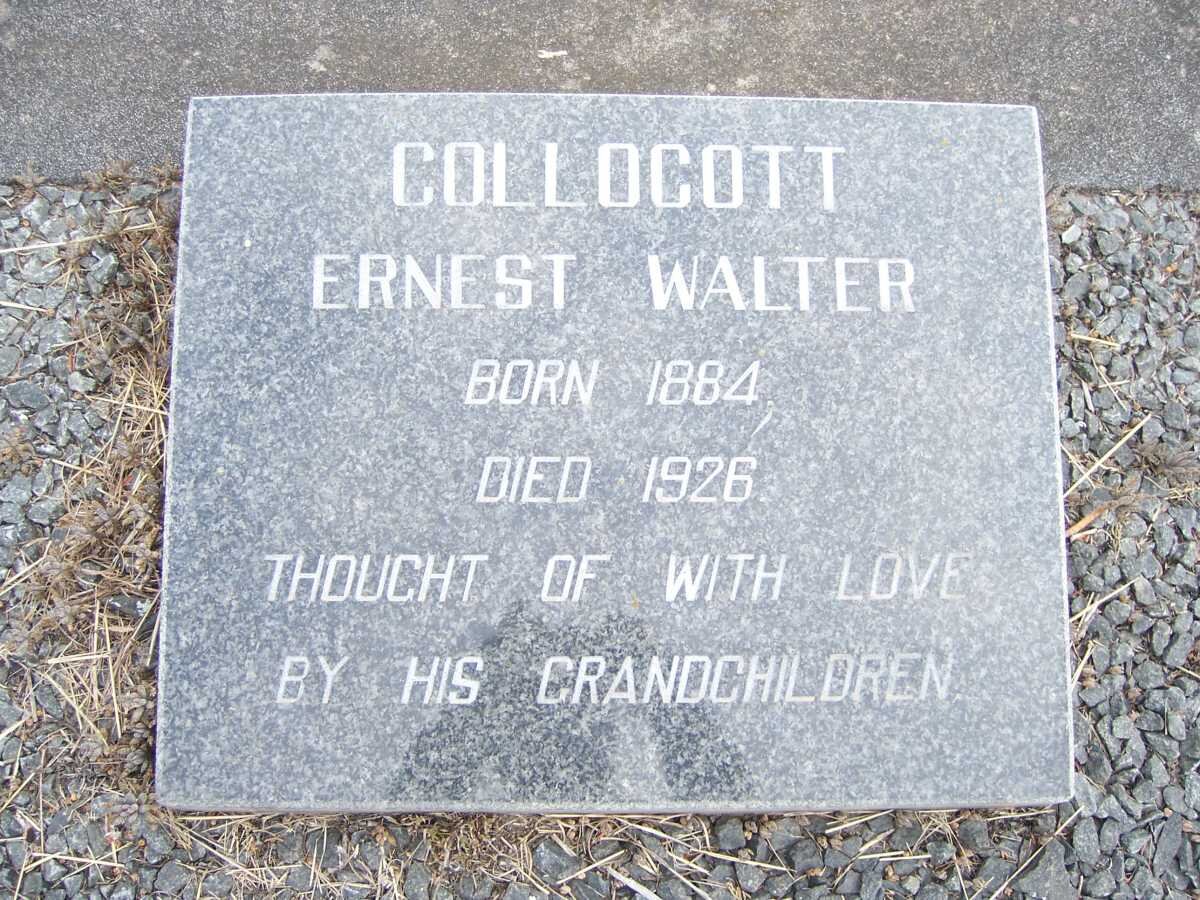 COLLOCOTT
ERNEST WALTER
BORN 1884,
DIED 1926.
THOUGHT OF WITH LOVE
BY HIS GRANDCHILDREN.